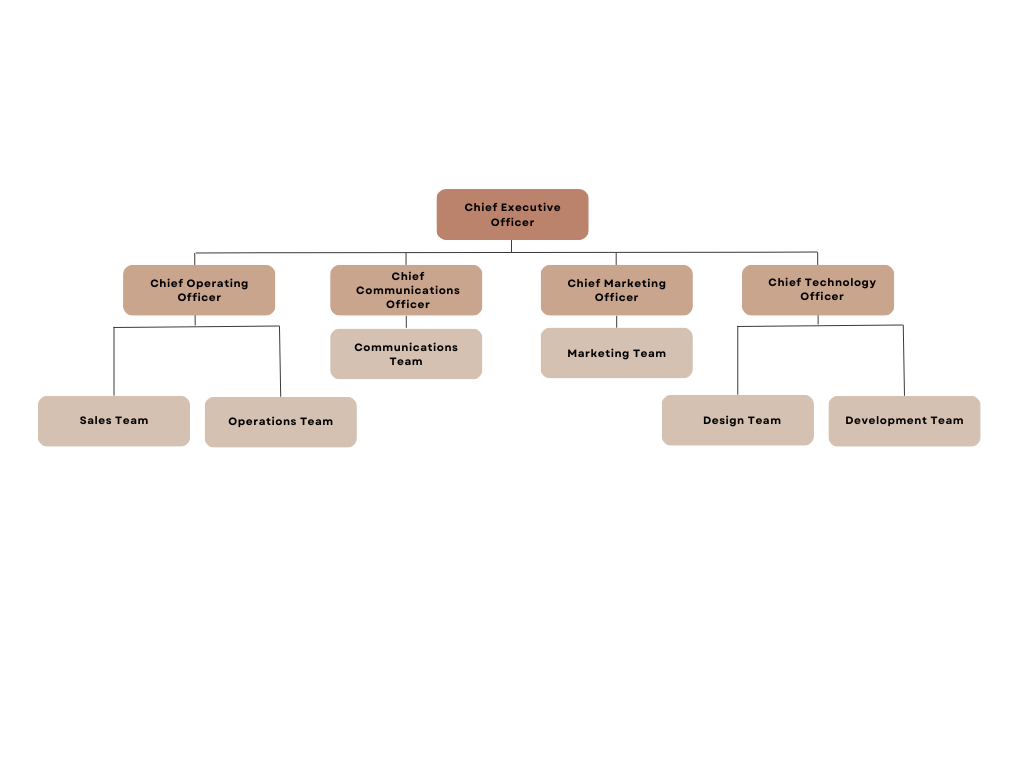 Chief Executive
Officer
Chief Operating
Officer
Chief
Communications
Officer
Chief Marketing
Officer
Chief Technology
Officer
Communications
Team
Marketing Team
Sales Team
Operations Team
Design Team
Development Team